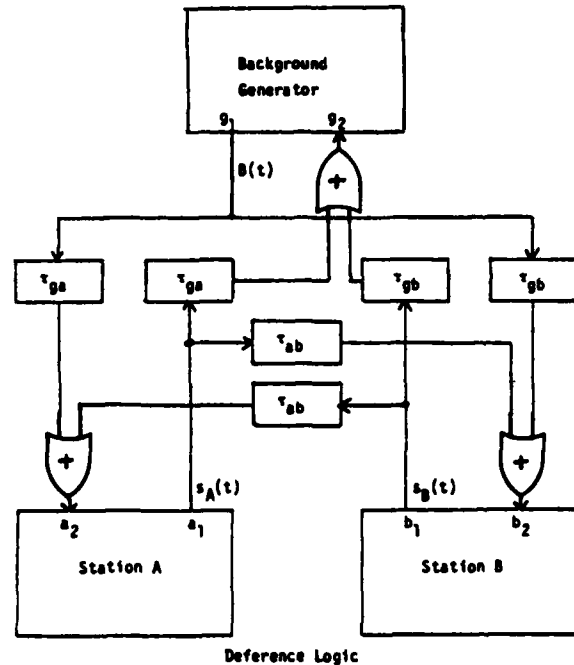 Background
Generator
g₁ g₂
B(t)
+
τga τga τgb τgb
τab
τab
+ +
sA(t) sB(t)
a₂ a₁ b₁ b₂
Station A Station B
Deference Logic